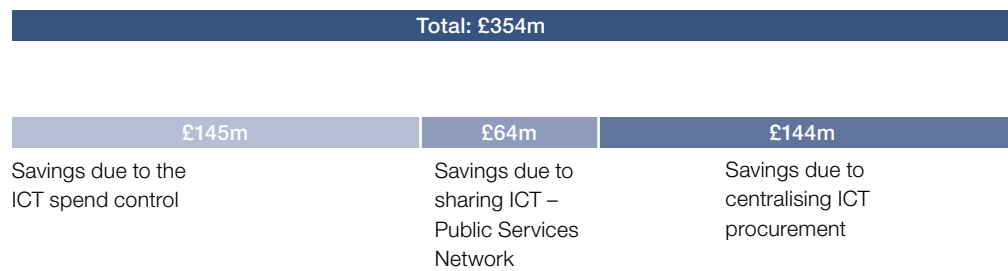 Total: £354m
£145m
£64m
£144m
Savings due to the
ICT spend control
Savings due to
sharing ICT –
Public Services
Network
Savings due to
centralising ICT
procurement